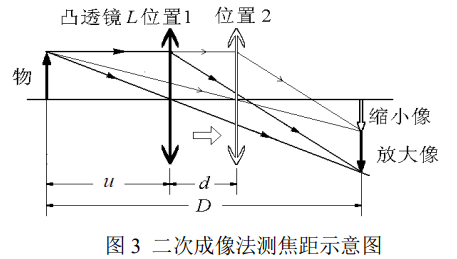 凸透镜 L 位置1 位置 2
物
缩小像
放大像
u d
D
图 3 二次成像法测焦距示意图